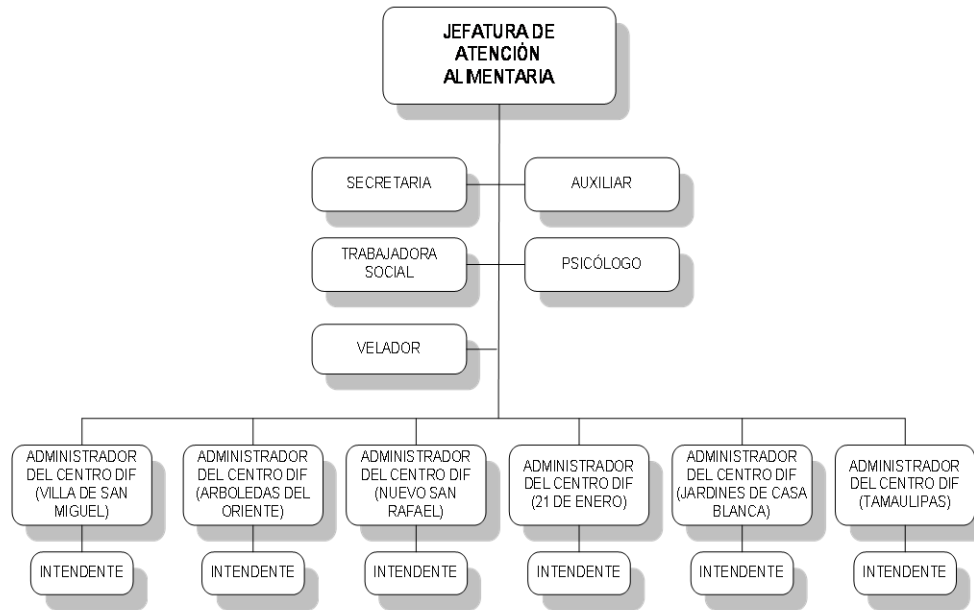 JEFATURA DE
ATENCIÓN
ALIMENTARIA
SECRETARIA
AUXILIAR
TRABAJADORA
SOCIAL
PSICÓLOGO
VELADOR
ADMINISTRADOR
DEL CENTRO DIF
(VILLA DE SAN
MIGUEL)
ADMINISTRADOR
DEL CENTRO DIF
(ARBOLEDAS DEL
ORIENTE)
ADMINISTRADOR
DEL CENTRO DIF
(NUEVO SAN
RAFAEL)
ADMINISTRADOR
DEL CENTRO DIF
(21 DE ENERO)
ADMINISTRADOR
DEL CENTRO DIF
(JARDINES DE CASA
BLANCA)
ADMINISTRADOR
DEL CENTRO DIF
(TAMAULIPAS)
INTENDENTE
INTENDENTE
INTENDENTE
INTENDENTE
INTENDENTE
INTENDENTE